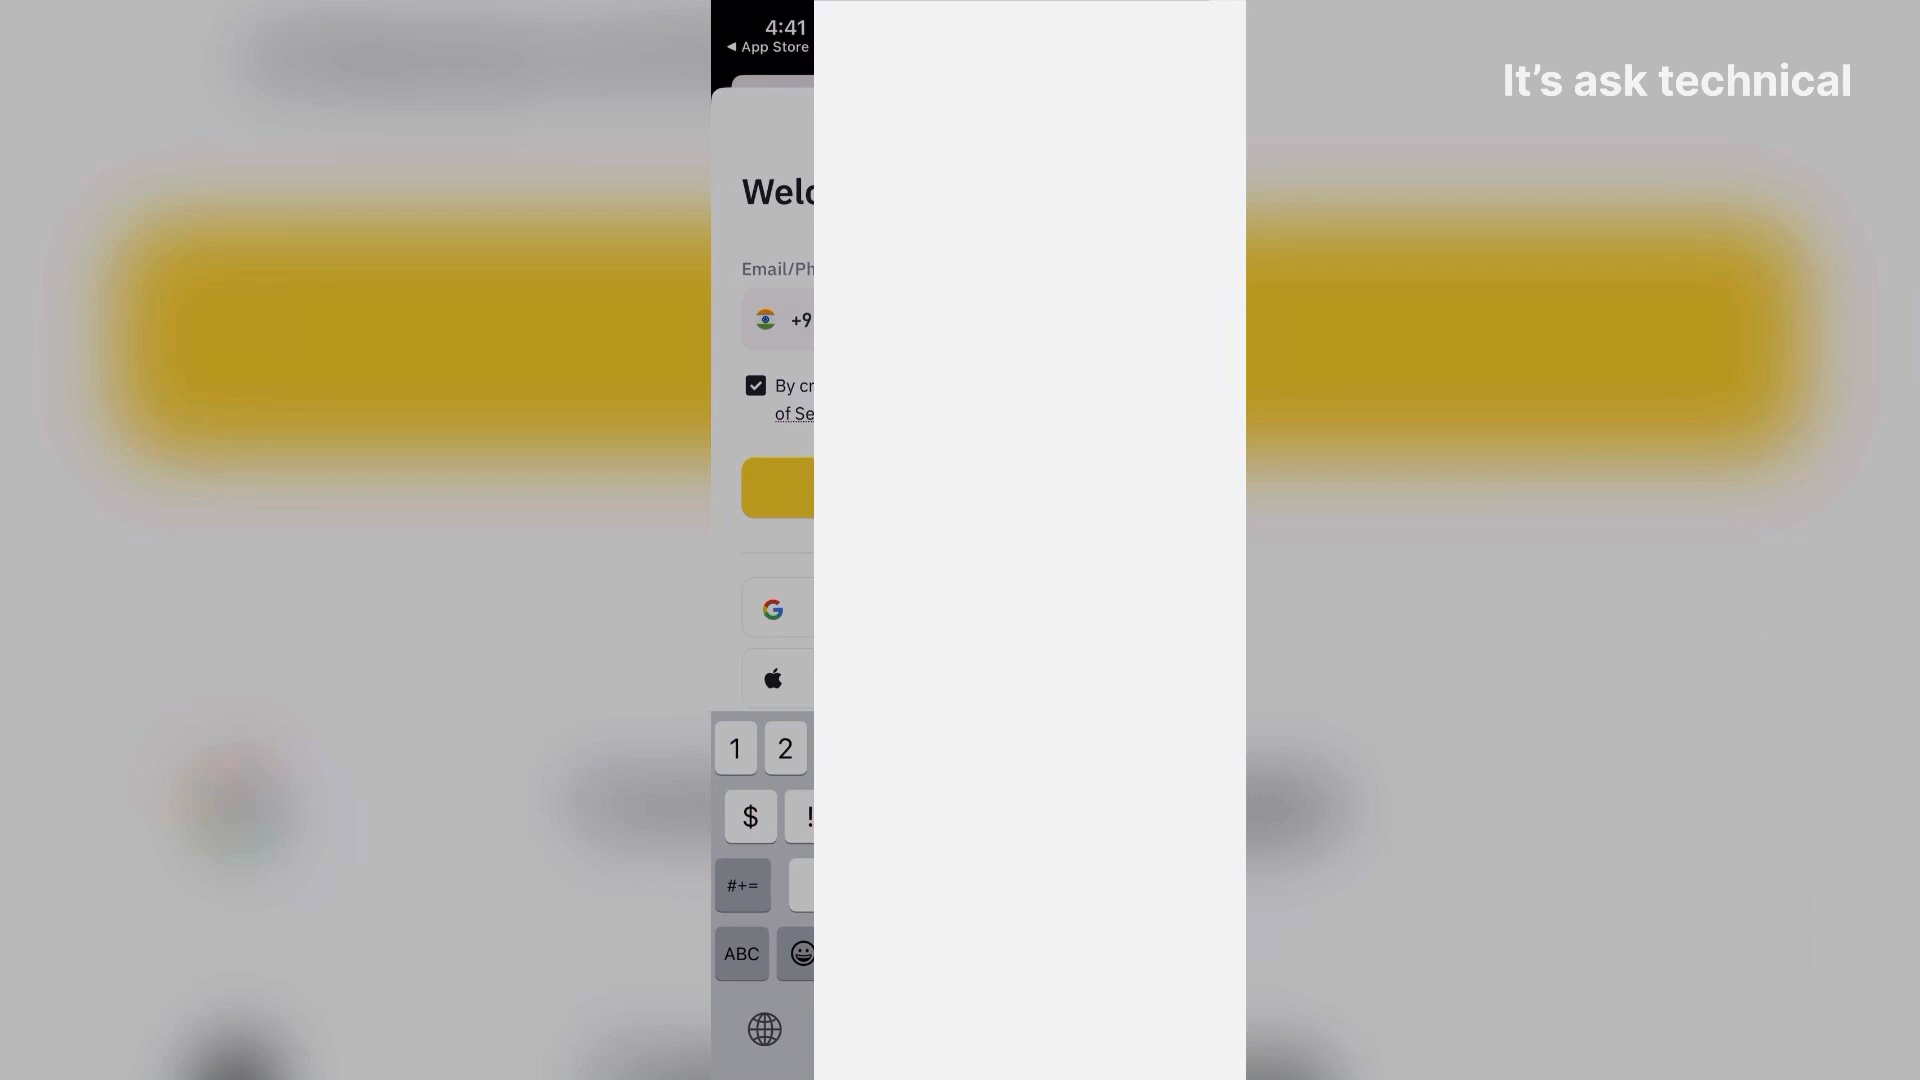 4:41
◀ App Store
It's ask technical
Welc
Email/Ph
+9
By cr
of Se
1 2
$ !
#+=
ABC